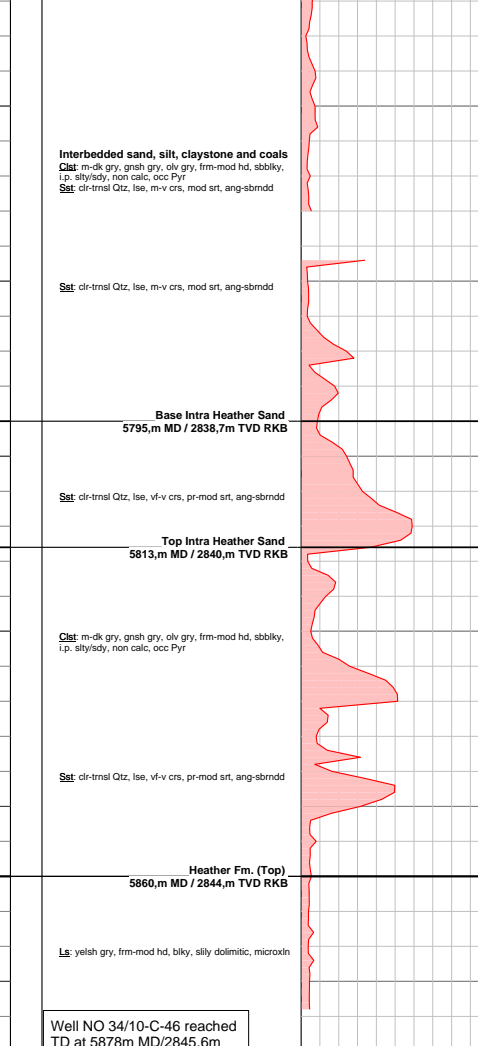 Interbedded sand, silt, claystone and coals
Clst: m-dk gry, gnsh gry, olv gry, frm-mod hd, sbblky,
i.p. slty/sdy, non calc, occ Pyr
Sst: clr-trnsl Qtz, lse, m-v crs, mod srt, ang-sbrndd
Sst: clr-trnsl Qtz, lse, m-v crs, mod srt, ang-sbrndd
Base Intra Heather Sand
5795,m MD / 2838,7m TVD RKB
Sst: clr-trnsl Qtz, lse, vf-v crs, pr-mod srt, ang-sbrndd
Top Intra Heather Sand
5813,m MD / 2840,m TVD RKB
Clst: m-dk gry, gnsh gry, olv gry, frm-mod hd, sbblky,
i.p. slty/sdy, non calc, occ Pyr
Sst: clr-trnsl Qtz, lse, vf-v crs, pr-mod srt, ang-sbrndd
Heather Fm. (Top)
5860,m MD / 2844,m TVD RKB
Ls: yelsh gry, frm-mod hd, blky, slily dolimitic, microxln
Well NO 34/10-C-46 reached
TD at 5878m MD/2845,6m